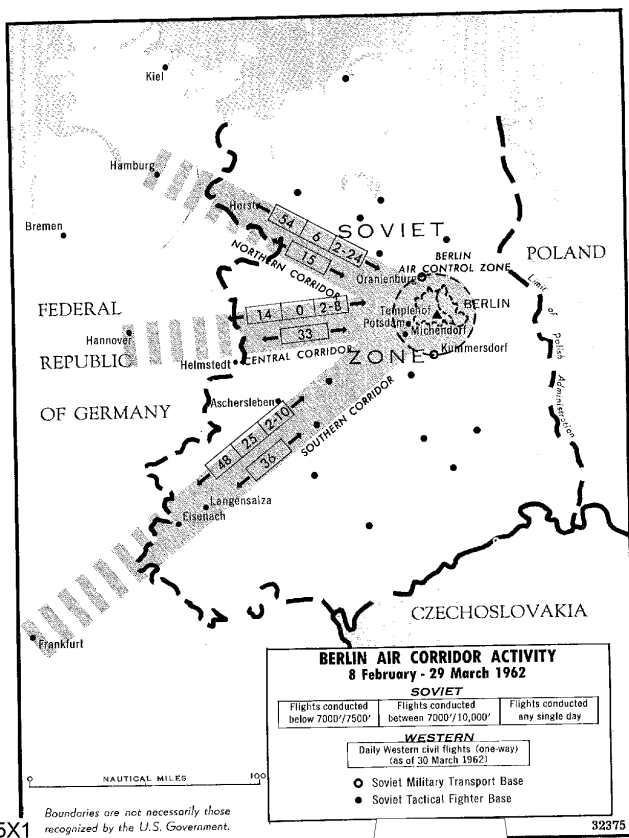 Kiel
Hamburg
Horst
Bremen
54 6 2-24
15
NORTHERN CORRIDOR
SOVIET
ZONE
BERLIN
AIR CONTROL ZONE
Oranienburg
POLAND
Limit of Polish Administration
FEDERAL
REPUBLIC
OF GERMANY
Hannover
Helmstedt
14 0 2-8
33
CENTRAL CORRIDOR
Templehof
BERLIN
Potsdam
Michendorf
Kummersdorf
Aschersleben
48 25 2-10
36
SOUTHERN CORRIDOR
Langensalza
Eisenach
Frankfurt
CZECHOSLOVAKIA
BERLIN AIR CORRIDOR ACTIVITY
8 February - 29 March 1962
SOVIET
Flights conducted below 7000'/7500'
Flights conducted between 7000'/10,000'
Flights conducted any single day
WESTERN
Daily Western civil flights (one-way)
(as of 30 March 1962)
Soviet Military Transport Base
Soviet Tactical Fighter Base
0 NAUTICAL MILES 100
Boundaries are not necessarily those
recognized by the U.S. Government.
5X1
32375